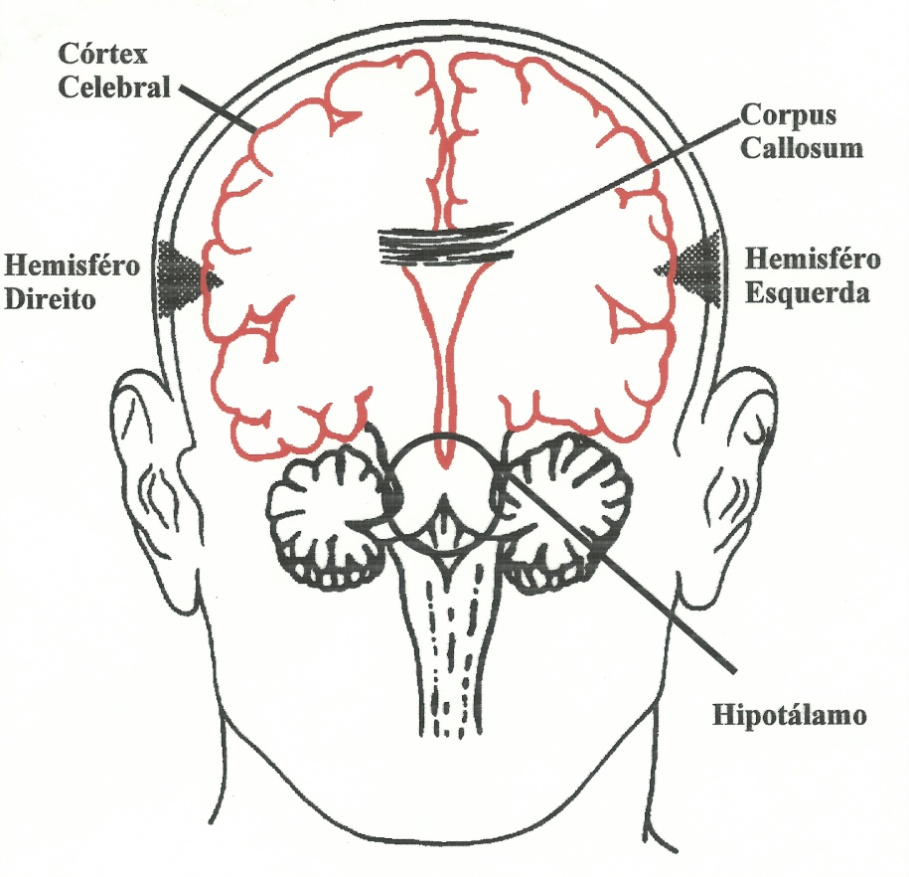 Córtex
Celebral
Corpus
Callosum
Hemisféro
Direito
Hemisféro
Esquerda
Hipotálamo